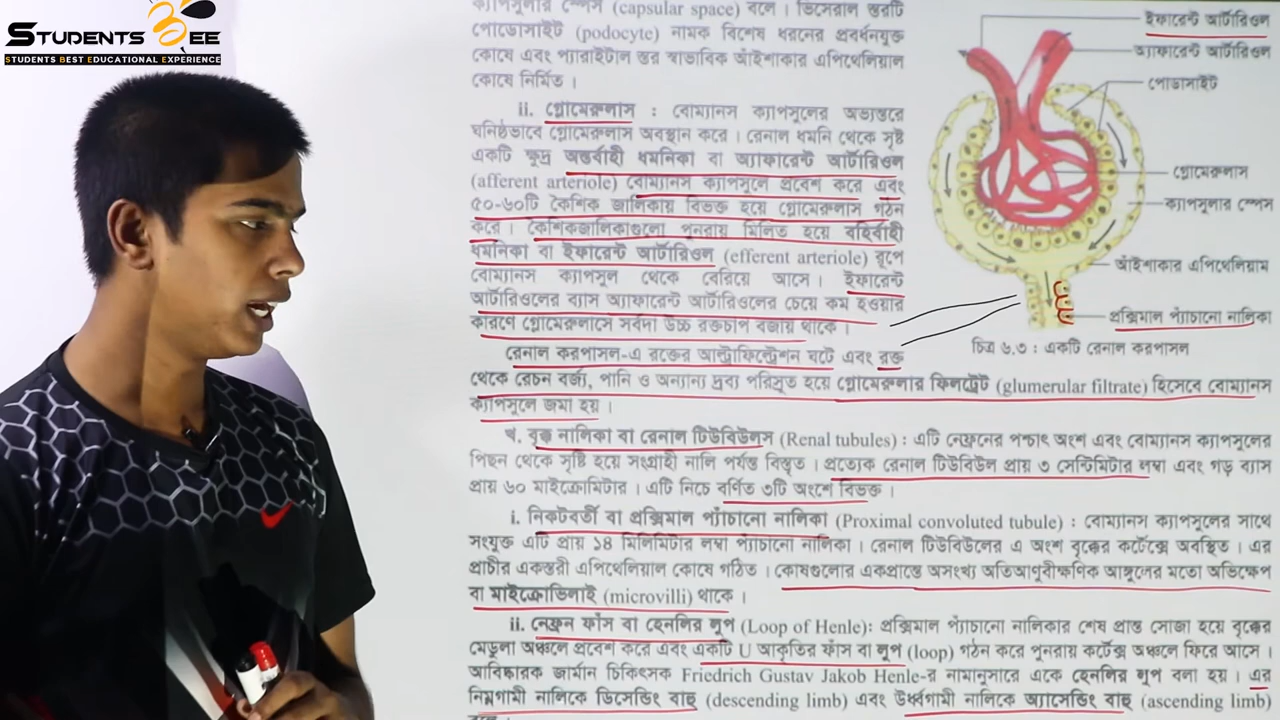 STUDENTS BEE
STUDENTS BEST EDUCATIONAL EXPERIENCE
ক্যাপসুলার স্পেস (capsular space) বলে। ভিসেরাল স্তরটি
পোডোসাইট (podocyte) নামক বিশেষ ধরনের প্রবর্ধনযুক্ত
কোষে এবং প্যারাইটাল স্তর স্বাভাবিক আঁইশাকার এপিথেলিয়াল
কোষে নির্মিত।
ii. গ্লোমেরুলাস : বোম্যানস ক্যাপসুলের অভ্যন্তরে
ঘনিষ্ঠভাবে গ্লোমেরুলাস অবস্থান করে। রেনাল ধমনি থেকে সৃষ্ট
একটি ক্ষুদ্র অন্তর্বাহী ধমনিকা বা অ্যাফারেন্ট আর্টারিওল
(afferent arteriole) বোম্যানস ক্যাপসুলে প্রবেশ করে এবং
৫০-৬০টি কৈশিক জালিকায় বিভক্ত হয়ে গ্লোমেরুলাস গঠন
করে। কৈশিকজালিকাগুলো পুনরায় মিলিত হয়ে বহির্বাহী
ধমনিকা বা ইফারেন্ট আর্টারিওল (efferent arteriole) রূপে
বোম্যানস ক্যাপসুল থেকে বেরিয়ে আসে। ইফারেন্ট
আর্টারিওলের ব্যাস অ্যাফারেন্ট আর্টারিওলের চেয়ে কম হওয়ার
কারণে গ্লোমেরুলাসে সর্বদা উচ্চ রক্তচাপ বজায় থাকে।
ইফারেন্ট আর্টারিওল
অ্যাফারেন্ট আর্টারিওল
পোডাসাইট
গ্লোমেরুলাস
ক্যাপসুলার স্পেস
আঁইশাকার এপিথেলিয়াম
প্রক্সিমাল প্যাঁচানো নালিকা
চিত্র ৬.৩ : একটি রেনাল করপাসল
রেনাল করপাসল-এ রক্তের আল্ট্রাফিল্ট্রেশন ঘটে এবং রক্ত
থেকে রেচন বর্জ্য, পানি ও অন্যান্য দ্রব্য পরিস্রুত হয়ে গ্লোমেরুলার ফিলট্রেট (glumerular filtrate) হিসেবে বোম্যানস
ক্যাপসুলে জমা হয়।
খ. বৃক্ক নালিকা বা রেনাল টিউবিউলস (Renal tubules) : এটি নেফ্রনের পশ্চাৎ অংশ এবং বোম্যানস ক্যাপসুলের
পিছন থেকে সৃষ্টি হয়ে সংগ্রাহী নালি পর্যন্ত বিস্তৃত। প্রত্যেক রেনাল টিউবিউল প্রায় ৩ সেন্টিমিটার লম্বা এবং গড় ব্যাস
প্রায় ৬০ মাইক্রোমিটার। এটি নিচে বর্ণিত ৩টি অংশে বিভক্ত।
i. নিকটবর্তী বা প্রক্সিমাল প্যাঁচানো নালিকা (Proximal convoluted tubule) : বোম্যানস ক্যাপসুলের সাথে
সংযুক্ত এটি প্রায় ১৪ মিলিমিটার লম্বা প্যাঁচানো নালিকা। রেনাল টিউবিউলের এ অংশ বৃক্কের কর্টেক্সে অবস্থিত। এর
প্রাচীর একস্তরী এপিথেলিয়াল কোষে গঠিত। কোষগুলোর একপ্রান্তে অসংখ্য অতিআণুবীক্ষণিক আঙ্গুলের মতো অভিক্ষেপ
বা মাইক্রোভিলাই (microvilli) থাকে।
ii. নেফ্রন ফাঁস বা হেনলির লুপ (Loop of Henle): প্রক্সিমাল প্যাঁচানো নালিকার শেষ প্রান্ত সোজা হয়ে বৃক্কের
মেডুলা অঞ্চলে প্রবেশ করে এবং একটি U আকৃতির ফাঁস বা লুপ (loop) গঠন করে পুনরায় কর্টেক্স অঞ্চলে ফিরে আসে।
আবিষ্কারক জার্মান চিকিৎসক Friedrich Gustav Jakob Henle-র নামানুসারে একে হেনলির লুপ বলা হয়। এর
নিম্নগামী নালিকে ডিসেন্ডিং বাহু (descending limb) এবং উর্ধ্বগামী নালিকে অ্যাসেন্ডিং বাহু (ascending limb)